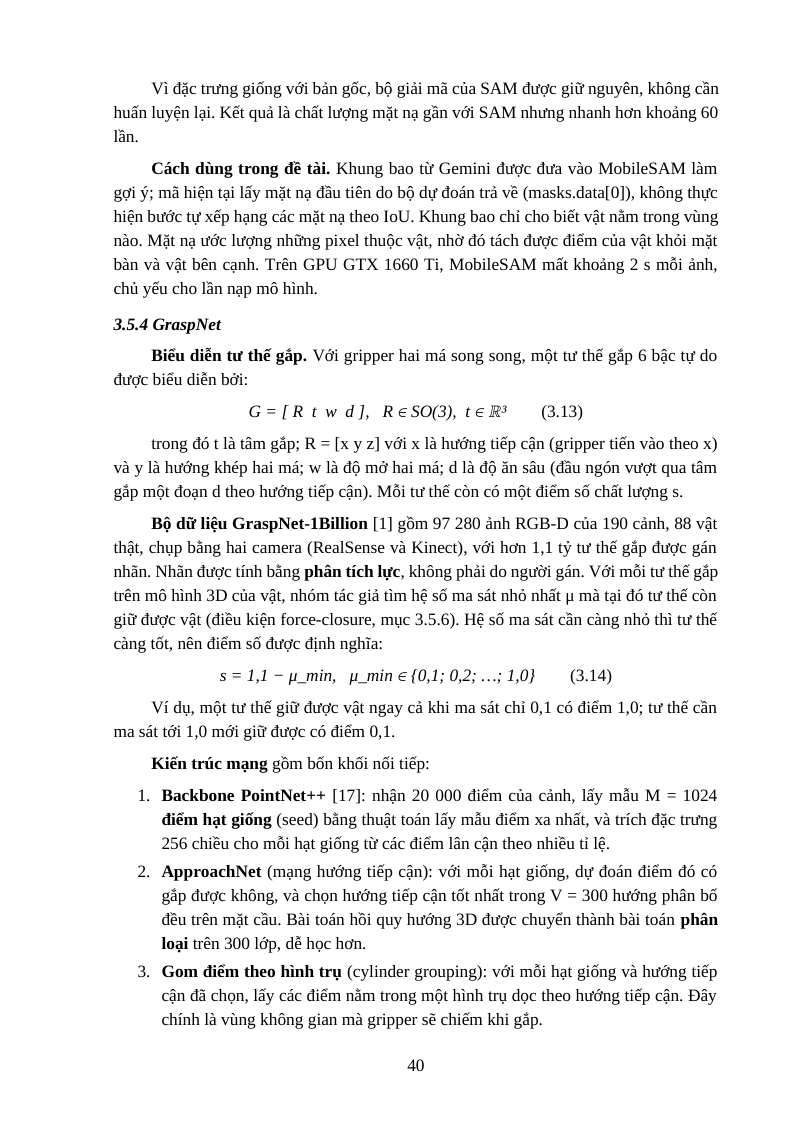 Vì đặc trưng giống với bản gốc, bộ giải mã của SAM được giữ nguyên, không cần
huấn luyện lại. Kết quả là chất lượng mặt nạ gần với SAM nhưng nhanh hơn khoảng 60
lần.
Cách dùng trong đề tài. Khung bao từ Gemini được đưa vào MobileSAM làm
gợi ý; mã hiện tại lấy mặt nạ đầu tiên do bộ dự đoán trả về (masks.data[0]), không thực
hiện bước tự xếp hạng các mặt nạ theo IoU. Khung bao chỉ cho biết vật nằm trong vùng
nào. Mặt nạ ước lượng những pixel thuộc vật, nhờ đó tách được điểm của vật khỏi mặt
bàn và vật bên cạnh. Trên GPU GTX 1660 Ti, MobileSAM mất khoảng 2 s mỗi ảnh,
chủ yếu cho lần nạp mô hình.
3.5.4 GraspNet
Biểu diễn tư thế gắp. Với gripper hai má song song, một tư thế gắp 6 bậc tự do
được biểu diễn bởi:
G = [ R t w d ], R ∈ SO(3), t ∈ ℝ³ (3.13)
trong đó t là tâm gắp; R = [x y z] với x là hướng tiếp cận (gripper tiến vào theo x)
và y là hướng khép hai má; w là độ mở hai má; d là độ ăn sâu (đầu ngón vượt qua tâm
gắp một đoạn d theo hướng tiếp cận). Mỗi tư thế còn có một điểm số chất lượng s.
Bộ dữ liệu GraspNet-1Billion [1] gồm 97 280 ảnh RGB-D của 190 cảnh, 88 vật
thật, chụp bằng hai camera (RealSense và Kinect), với hơn 1,1 tỷ tư thế gắp được gán
nhãn. Nhãn được tính bằng phân tích lực, không phải do người gán. Với mỗi tư thế gắp
trên mô hình 3D của vật, nhóm tác giả tìm hệ số ma sát nhỏ nhất μ mà tại đó tư thế còn
giữ được vật (điều kiện force-closure, mục 3.5.6). Hệ số ma sát cần càng nhỏ thì tư thế
càng tốt, nên điểm số được định nghĩa:
s = 1,1 − μ_min, μ_min ∈ {0,1; 0,2; …; 1,0} (3.14)
Ví dụ, một tư thế giữ được vật ngay cả khi ma sát chỉ 0,1 có điểm 1,0; tư thế cần
ma sát tới 1,0 mới giữ được có điểm 0,1.
Kiến trúc mạng gồm bốn khối nối tiếp:
1. Backbone PointNet++ [17]: nhận 20 000 điểm của cảnh, lấy mẫu M = 1024
điểm hạt giống (seed) bằng thuật toán lấy mẫu điểm xa nhất, và trích đặc trưng
256 chiều cho mỗi hạt giống từ các điểm lân cận theo nhiều tỉ lệ.
2. ApproachNet (mạng hướng tiếp cận): với mỗi hạt giống, dự đoán điểm đó có
gắp được không, và chọn hướng tiếp cận tốt nhất trong V = 300 hướng phân bố
đều trên mặt cầu. Bài toán hồi quy hướng 3D được chuyển thành bài toán phân
loại trên 300 lớp, dễ học hơn.
3. Gom điểm theo hình trụ (cylinder grouping): với mỗi hạt giống và hướng tiếp
cận đã chọn, lấy các điểm nằm trong một hình trụ dọc theo hướng tiếp cận. Đây
chính là vùng không gian mà gripper sẽ chiếm khi gắp.
40